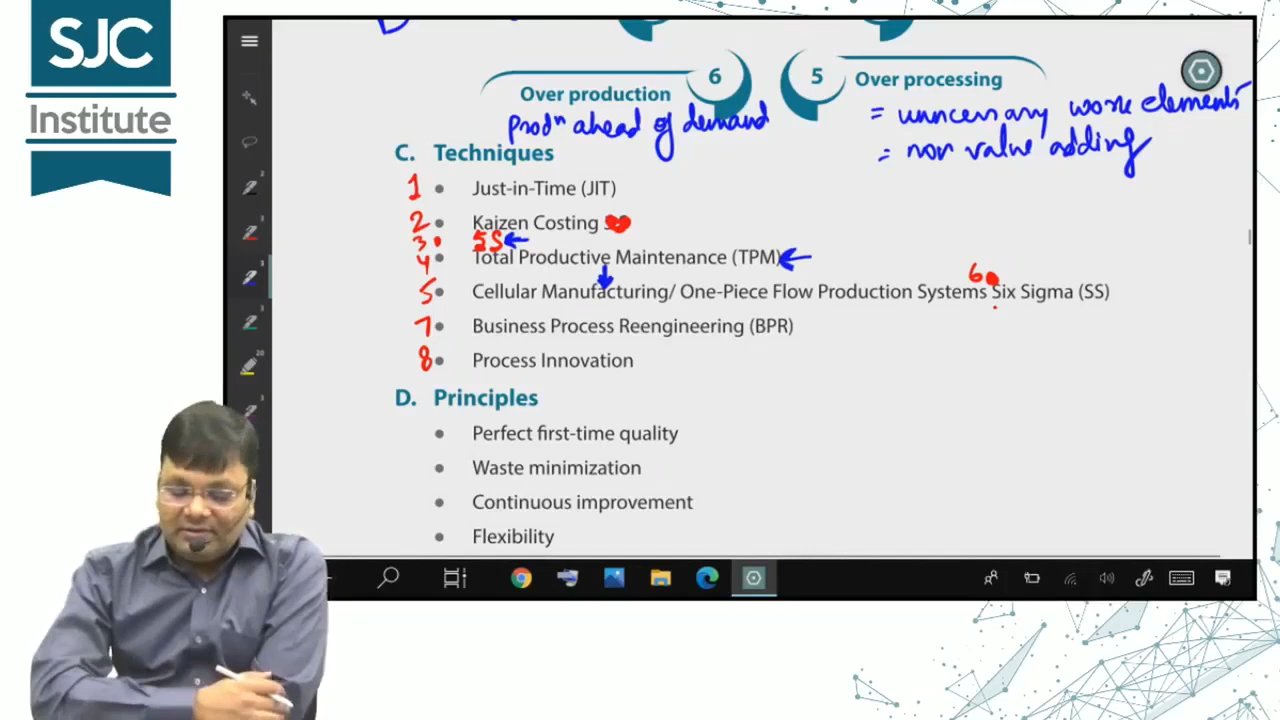 SJC
Institute
6 5
Over production Over processing
prodn ahead of demand = unncessary work elements
= non value adding
C. Techniques
1 • Just-in-Time (JIT)
2 • Kaizen Costing
3 • 5S
4 • Total Productive Maintenance (TPM)
6
5 • Cellular Manufacturing/ One-Piece Flow Production Systems Six Sigma (SS)
7 • Business Process Reengineering (BPR)
8 • Process Innovation
D. Principles
• Perfect first-time quality
• Waste minimization
• Continuous improvement
• Flexibility